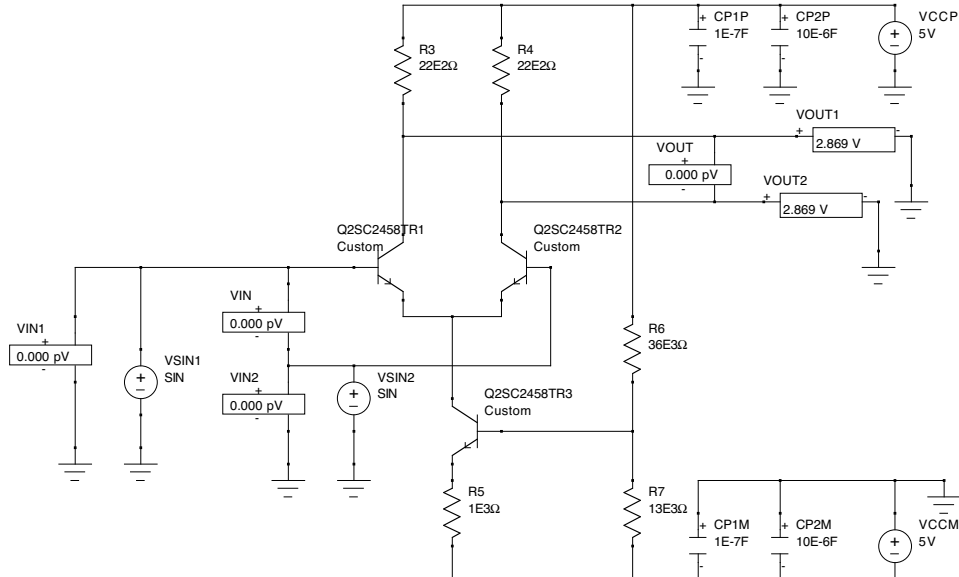 R3
22E2Ω
R4
22E2Ω
+
CP1P
1E-7F
-
+
CP2P
10E-6F
-
VCCP
5V
+
VOUT1
+
2.869 V
-
VOUT
+
0.000 pV
-
VOUT2
+
2.869 V
-
Q2SC2458TR1
Custom
Q2SC2458TR2
Custom
VIN1
+
0.000 pV
-
VSIN1
SIN
+
VIN
+
0.000 pV
-
VIN2
+
0.000 pV
-
VSIN2
SIN
+
R6
36E3Ω
Q2SC2458TR3
Custom
R5
1E3Ω
R7
13E3Ω
+
CP1M
1E-7F
-
+
CP2M
10E-6F
-
VCCM
5V
+